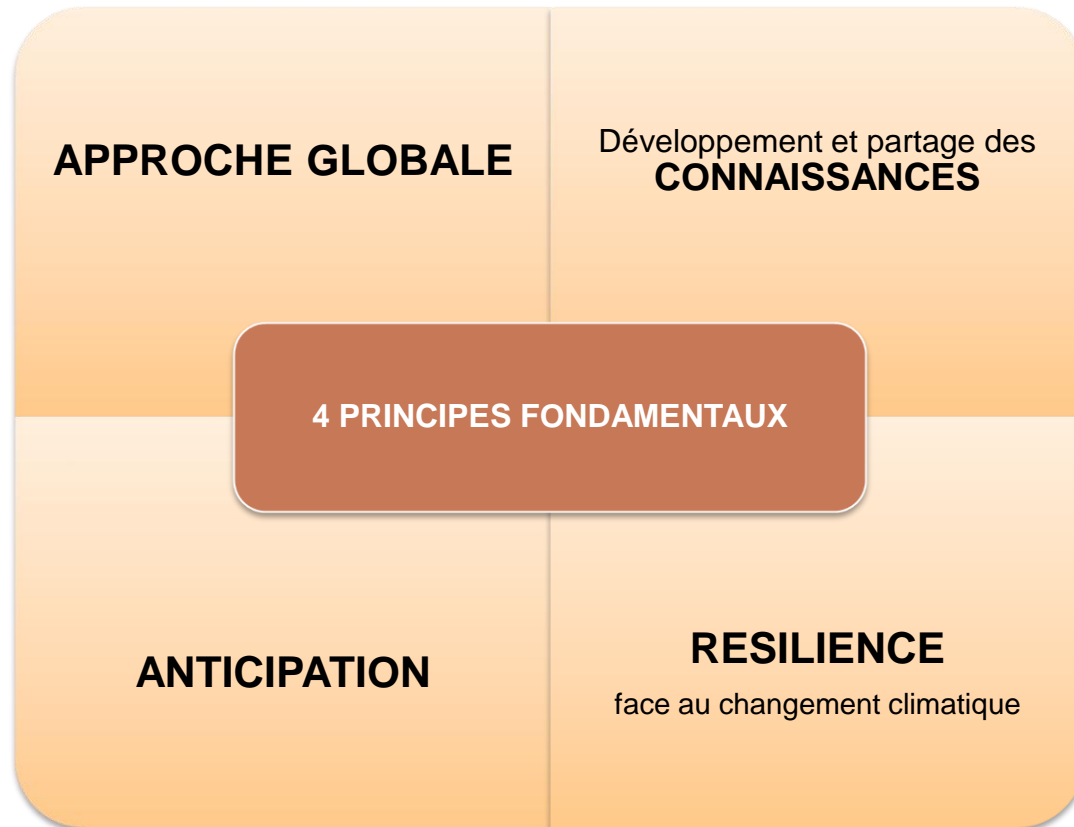 APPROCHE GLOBALE
Développement et partage des
CONNAISSANCES
4 PRINCIPES FONDAMENTAUX
ANTICIPATION
RESILIENCE
face au changement climatique